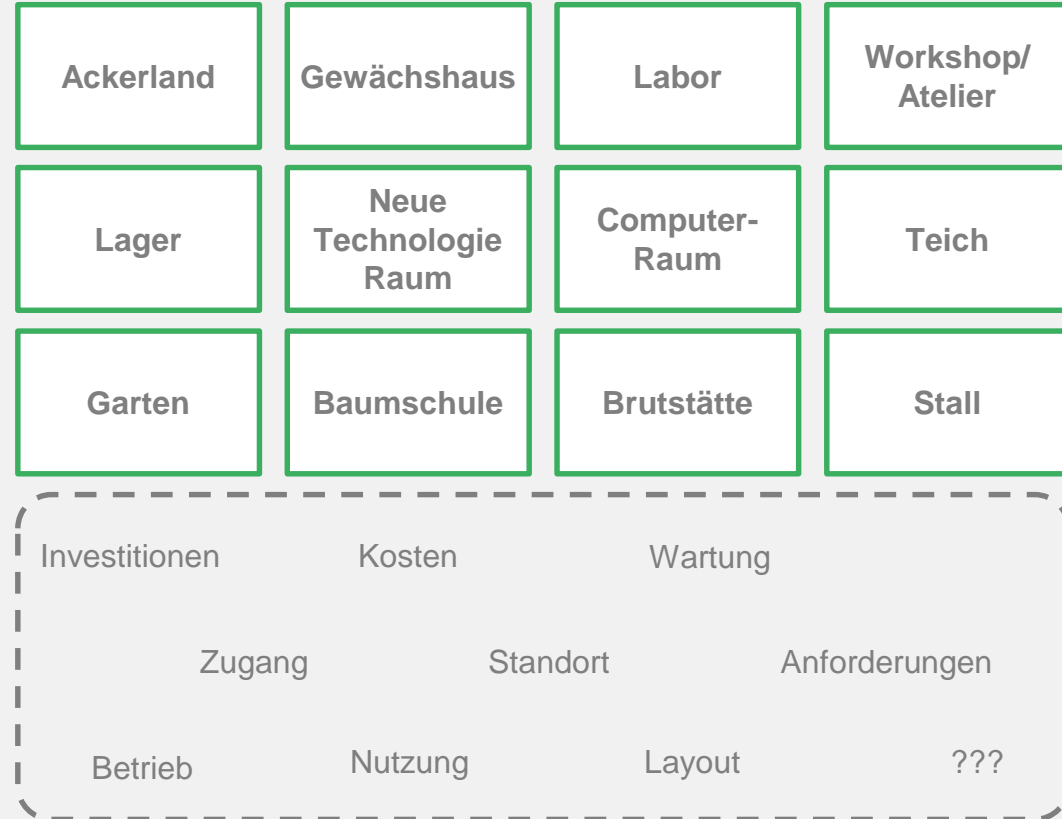 Ackerland
Gewächshaus
Labor
Workshop/
Atelier
Lager
Neue
Technologie
Raum
Computer-
Raum
Teich
Garten
Baumschule
Brutstätte
Stall
Investitionen
Kosten
Wartung
Zugang
Standort
Anforderungen
Betrieb
Nutzung
Layout
???